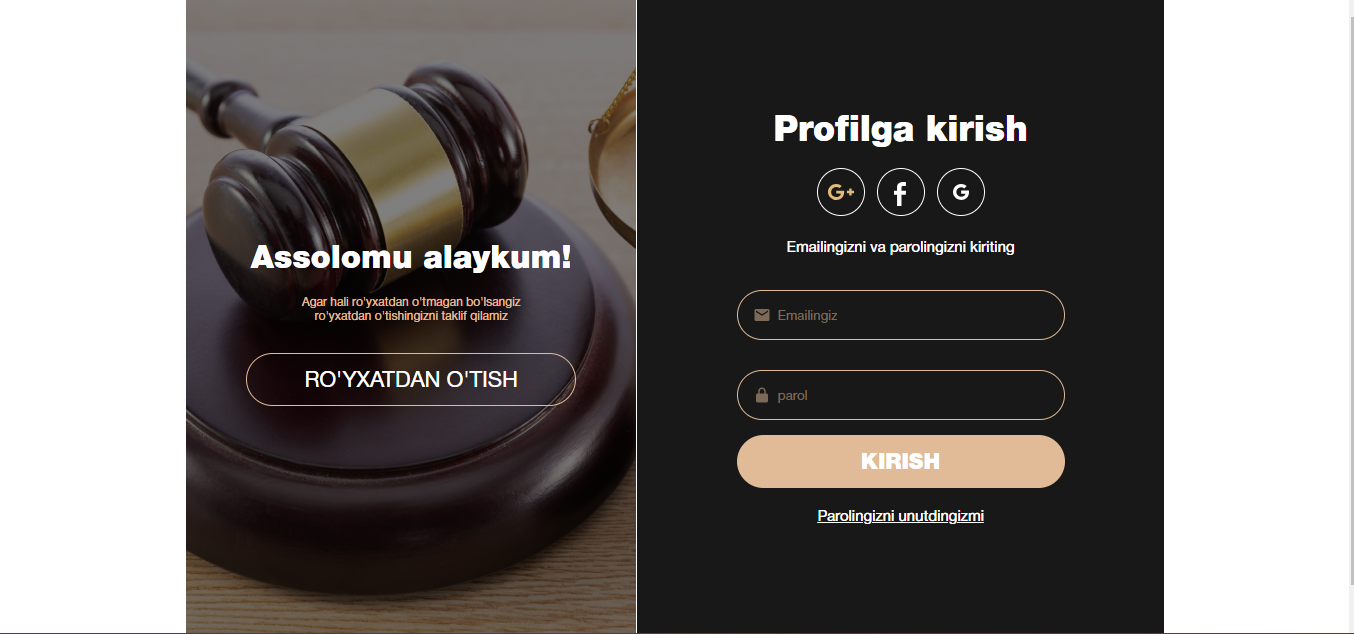 Assolomu alaykum!
Agar hali ro'yxatdan o'tmagan bo'lsangiz
ro'yxatdan o'tishingizni taklif qilamiz
RO'YXATDAN O'TISH
Profilga kirish
G+ f G
Emailingizni va parolingizni kiriting
Emailingiz
parol
KIRISH
Parolingizni unutdingizmi